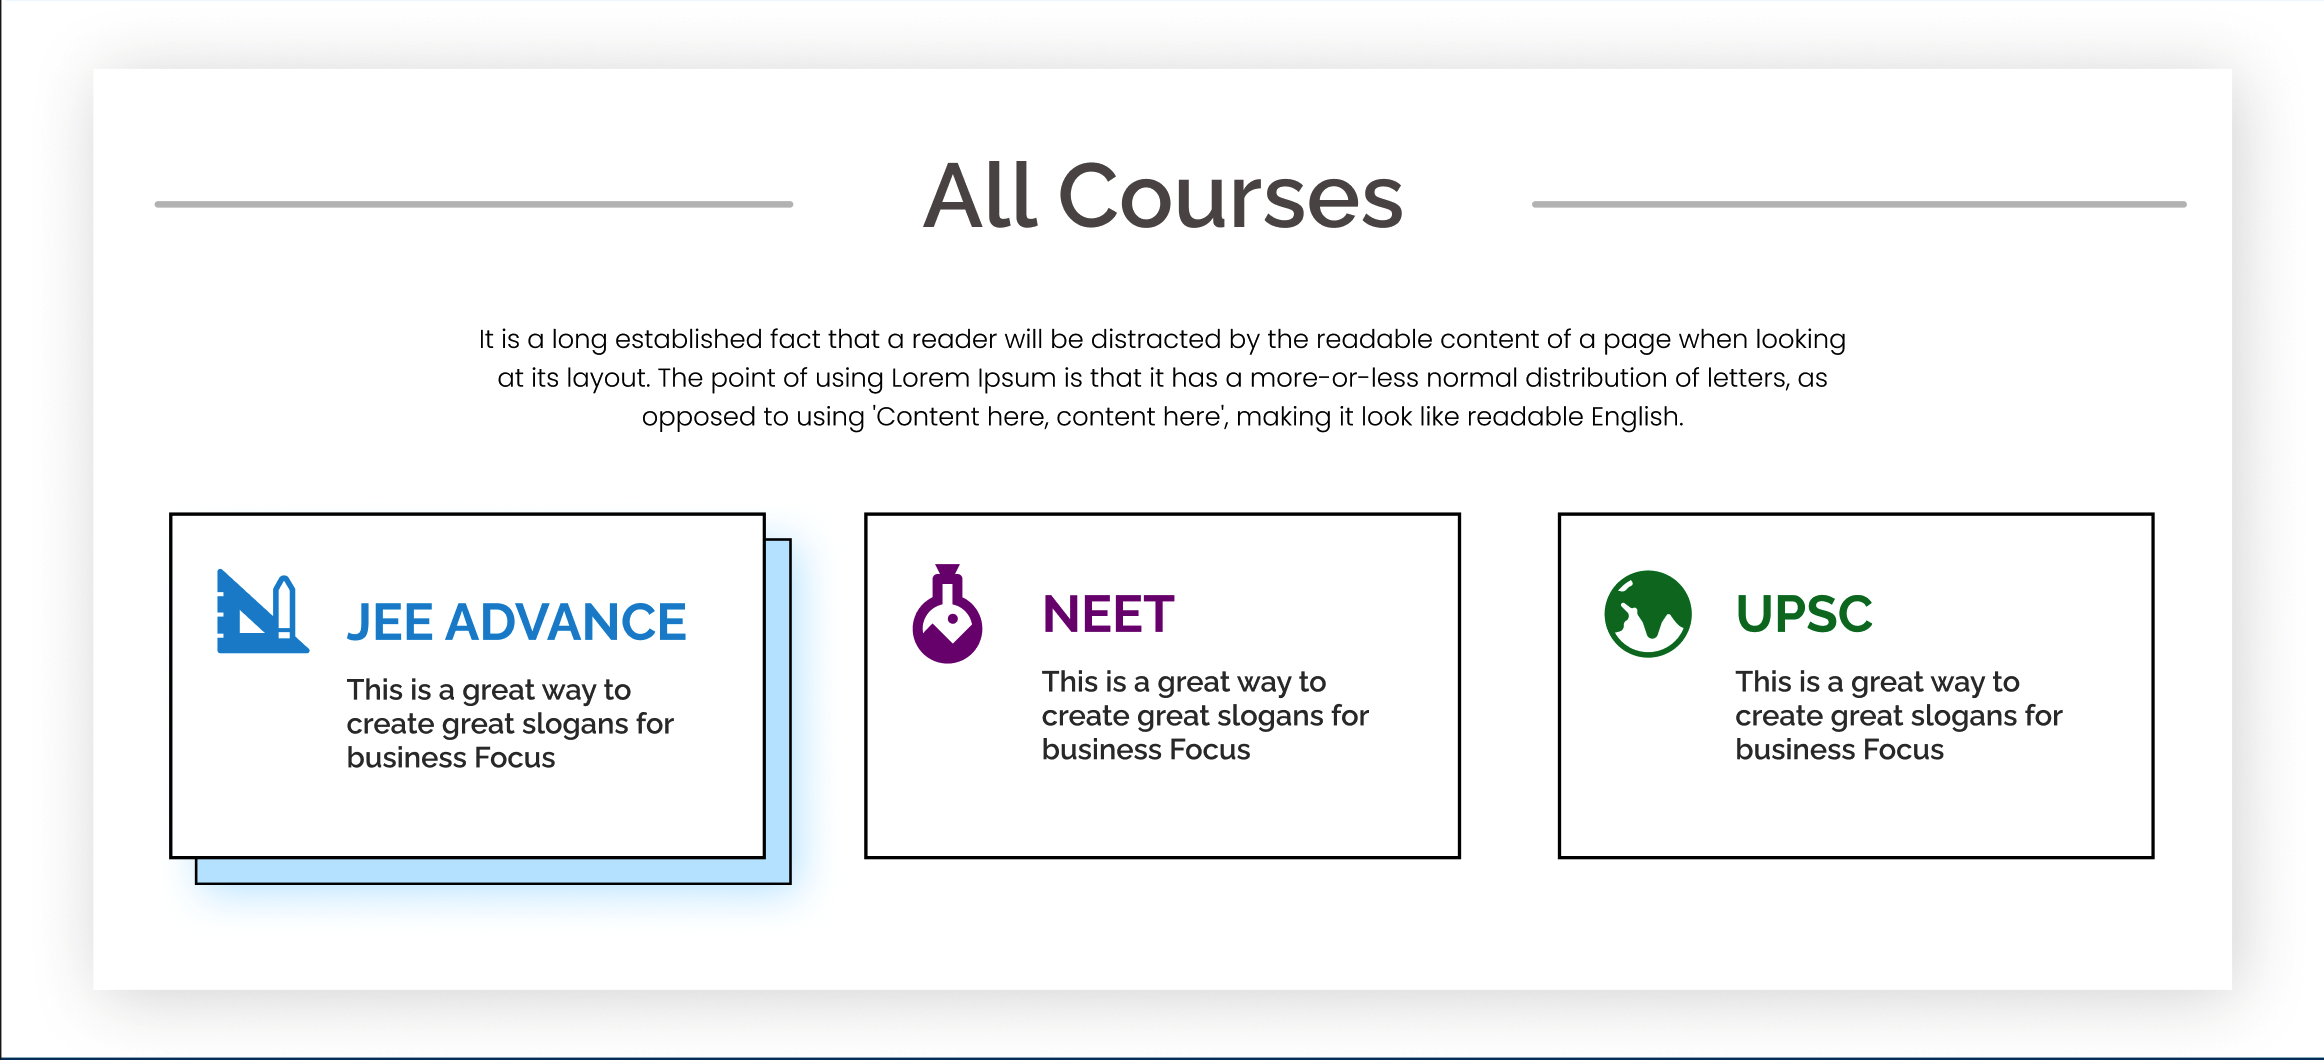 All Courses
It is a long established fact that a reader will be distracted by the readable content of a page when looking
at its layout. The point of using Lorem Ipsum is that it has a more-or-less normal distribution of letters, as
opposed to using 'Content here, content here', making it look like readable English.
JEE ADVANCE
This is a great way to
create great slogans for
business Focus
NEET
This is a great way to
create great slogans for
business Focus
UPSC
This is a great way to
create great slogans for
business Focus